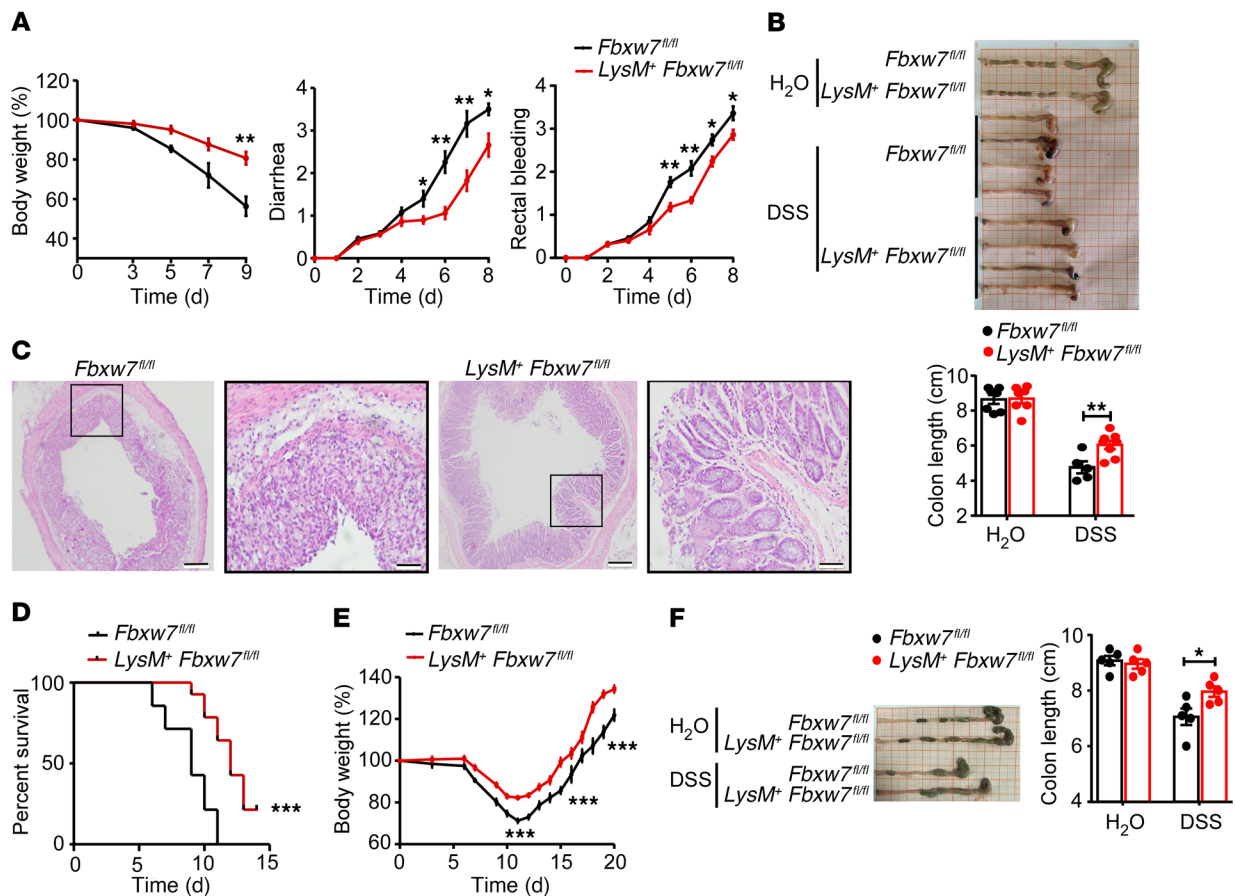 A
Fbxw7fl/fl
LysM+ Fbxw7fl/fl
Body weight (%)
120
100
80
60
40
0 3 5 7 9
Time (d)
**
Diarrhea
4
3
2
1
0
0 2 4 6 8
Time (d)
* ** ** *
Rectal bleeding
4
3
2
1
0
0 2 4 6 8
Time (d)
** ** * *
B
H2O
Fbxw7fl/fl
LysM+ Fbxw7fl/fl
DSS
Fbxw7fl/fl
LysM+ Fbxw7fl/fl
Fbxw7fl/fl
LysM+ Fbxw7fl/fl
Colon length (cm)
10
8
6
4
2
**
H2O DSS
C
Fbxw7fl/fl
LysM+ Fbxw7fl/fl
D
Fbxw7fl/fl
LysM+ Fbxw7fl/fl
Percent survival
100
50
0
0 5 10 15
Time (d)
***
E
Fbxw7fl/fl
LysM+ Fbxw7fl/fl
Body weight (%)
140
120
100
80
60
0 5 10 15 20
Time (d)
***
***
***
F
H2O
Fbxw7fl/fl
LysM+ Fbxw7fl/fl
DSS
Fbxw7fl/fl
LysM+ Fbxw7fl/fl
Fbxw7fl/fl
LysM+ Fbxw7fl/fl
Colon length (cm)
10
8
6
4
*
H2O DSS